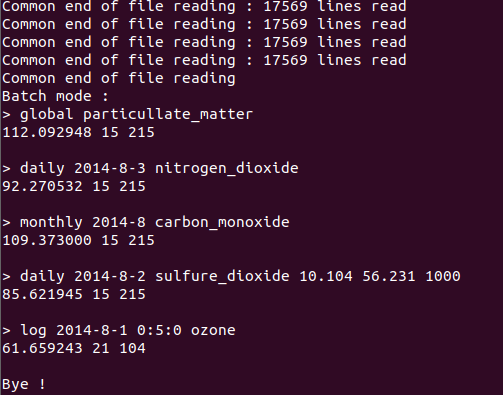 Common end of file reading : 17569 lines read
Common end of file reading : 17569 lines read
Common end of file reading : 17569 lines read
Common end of file reading : 17569 lines read
Common end of file reading
Batch mode :
> global particullate_matter
112.092948 15 215
> daily 2014-8-3 nitrogen_dioxide
92.270532 15 215
> monthly 2014-8 carbon_monoxide
109.373000 15 215
> daily 2014-8-2 sulfure_dioxide 10.104 56.231 1000
85.621945 15 215
> log 2014-8-1 0:5:0 ozone
61.659243 21 104
Bye !